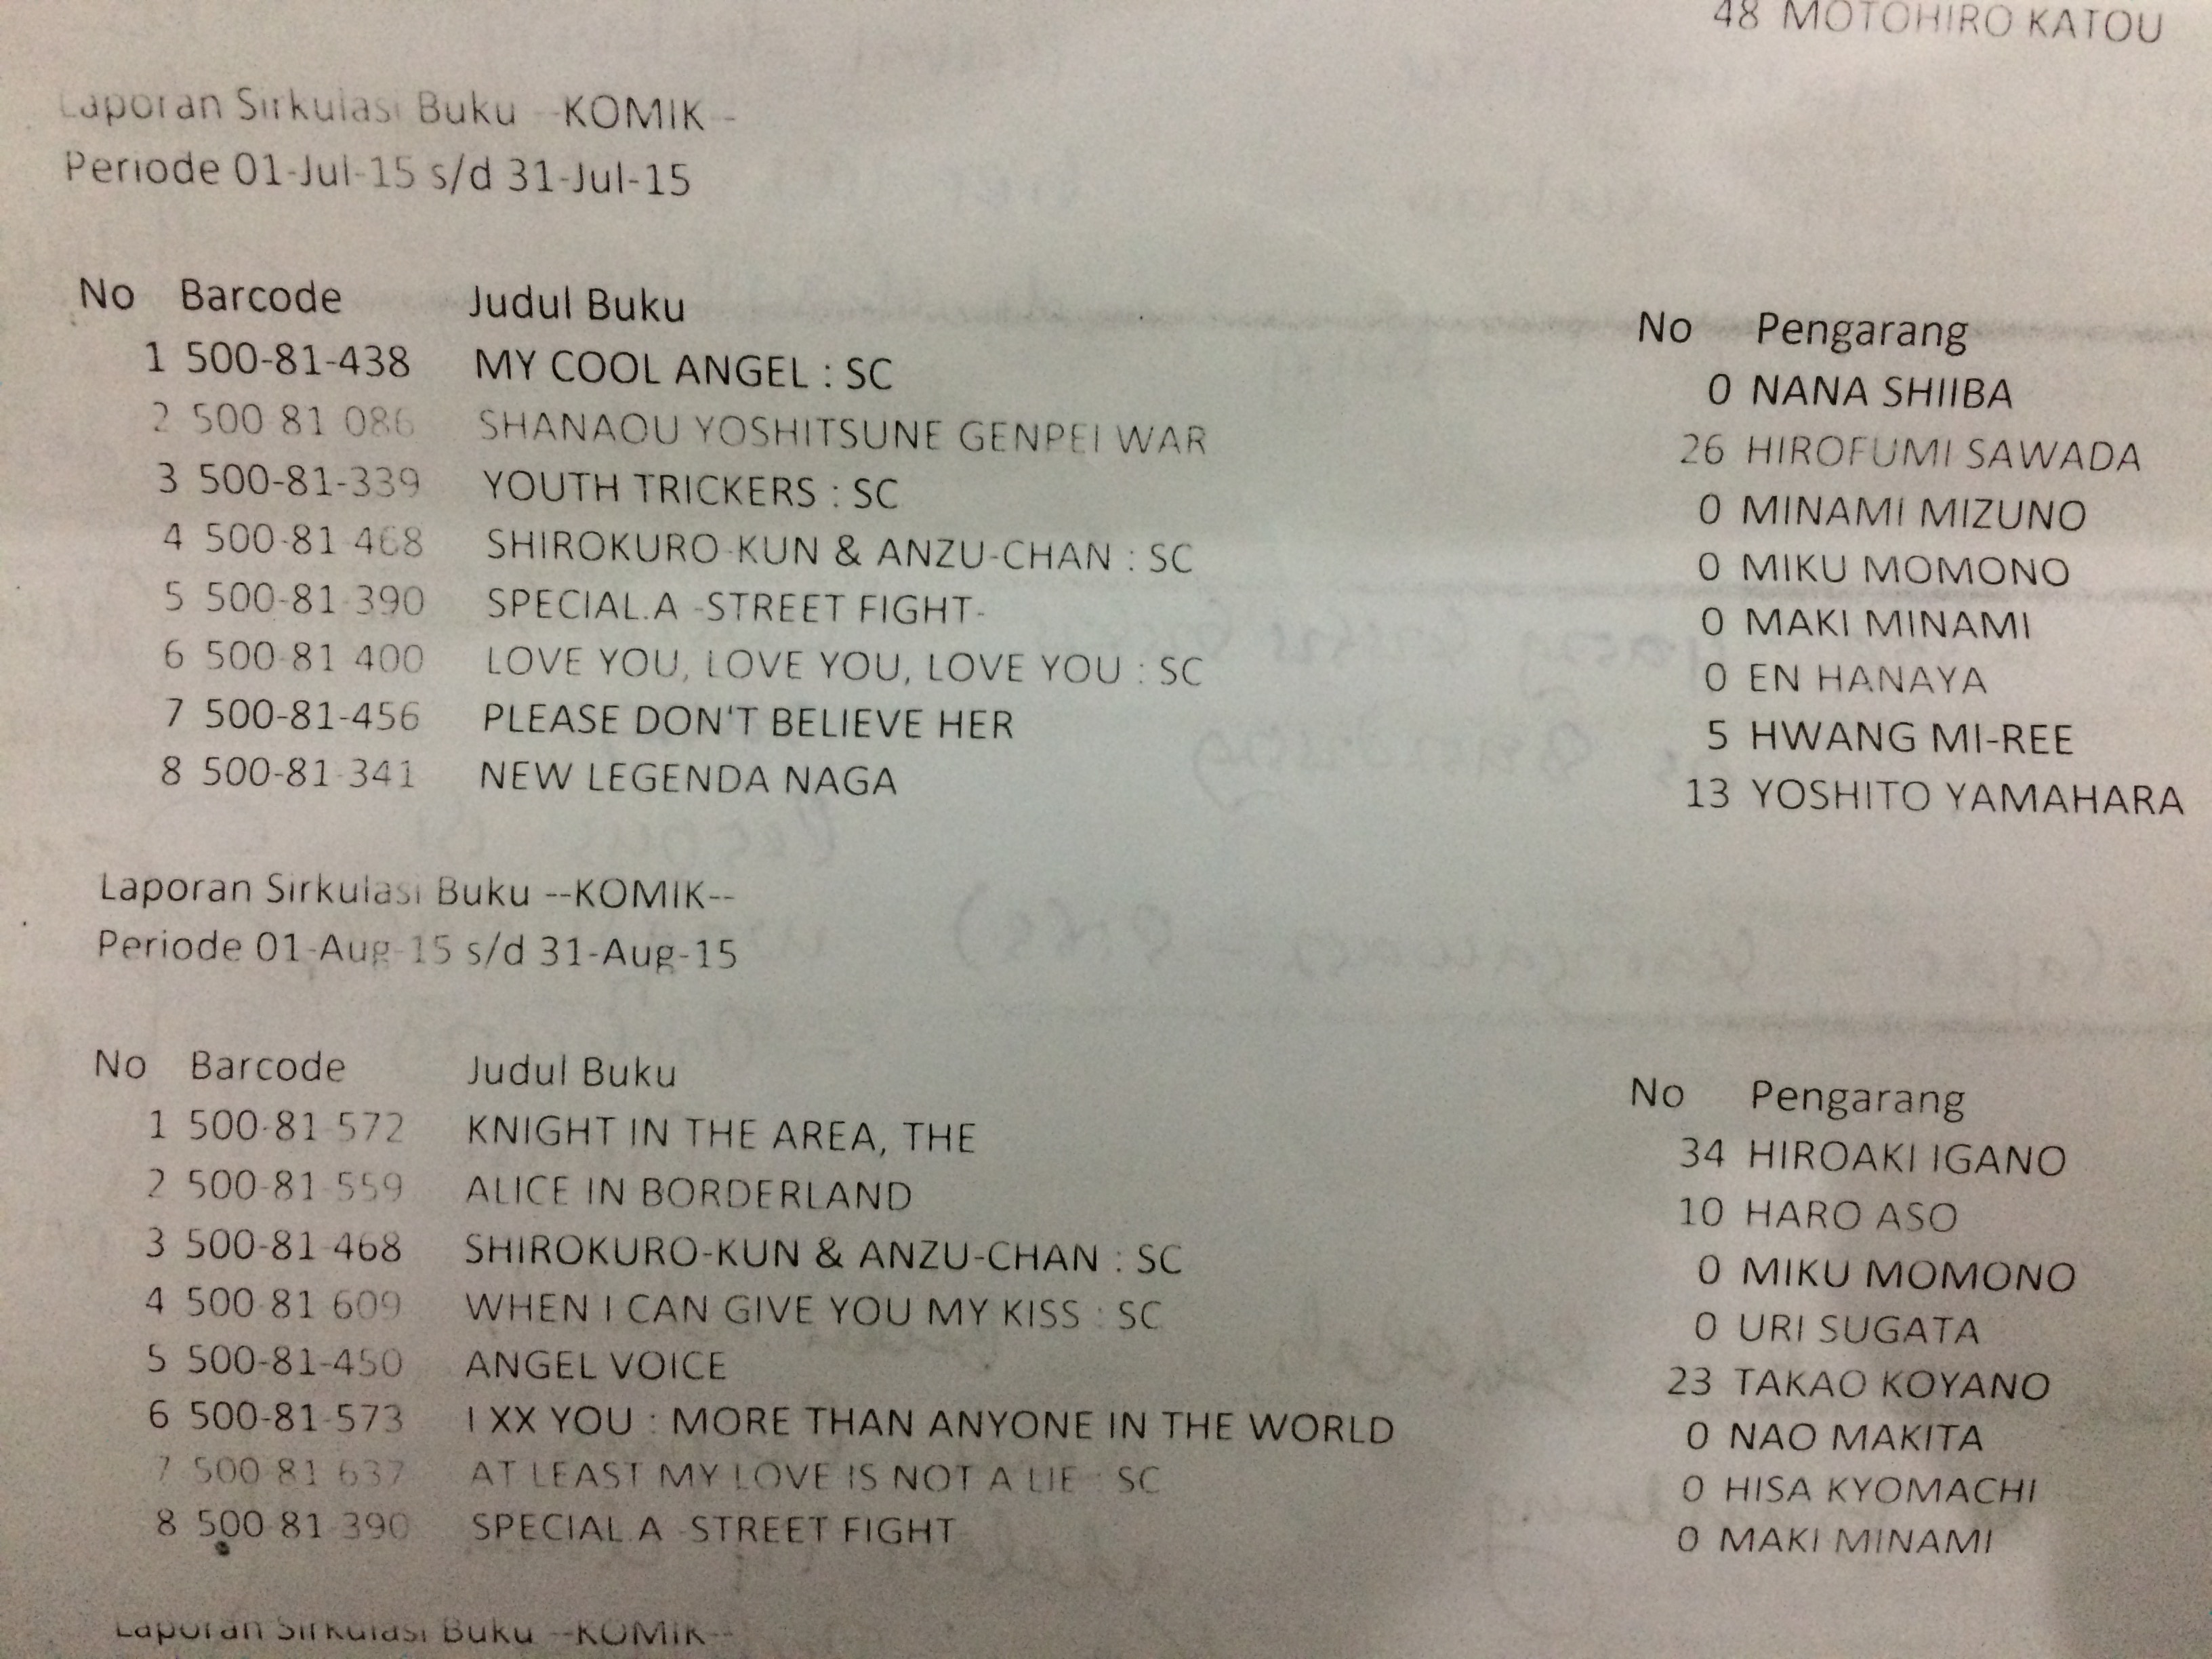 48 MOTOHIRO KATOU
Laporan Sirkulasi Buku --KOMIK--
Periode 01-Jul-15 s/d 31-Jul-15
No Barcode Judul Buku No Pengarang
1 500-81-438 MY COOL ANGEL : SC 0 NANA SHIIBA
2 500-81-086 SHANAOU YOSHITSUNE GENPEI WAR 26 HIROFUMI SAWADA
3 500-81-339 YOUTH TRICKERS : SC 0 MINAMI MIZUNO
4 500-81-468 SHIROKURO-KUN & ANZU-CHAN : SC 0 MIKU MOMONO
5 500-81-390 SPECIAL.A -STREET FIGHT- 0 MAKI MINAMI
6 500-81-400 LOVE YOU, LOVE YOU, LOVE YOU : SC 0 EN HANAYA
7 500-81-456 PLEASE DON'T BELIEVE HER 5 HWANG MI-REE
8 500-81-341 NEW LEGENDA NAGA 13 YOSHITO YAMAHARA
Laporan Sirkulasi Buku --KOMIK--
Periode 01-Aug-15 s/d 31-Aug-15
No Barcode Judul Buku No Pengarang
1 500-81-572 KNIGHT IN THE AREA, THE 34 HIROAKI IGANO
2 500-81-559 ALICE IN BORDERLAND 10 HARO ASO
3 500-81-468 SHIROKURO-KUN & ANZU-CHAN : SC 0 MIKU MOMONO
4 500-81-609 WHEN I CAN GIVE YOU MY KISS : SC 0 URI SUGATA
5 500-81-450 ANGEL VOICE 23 TAKAO KOYANO
6 500-81-573 I XX YOU : MORE THAN ANYONE IN THE WORLD 0 NAO MAKITA
7 500-81-637 AT LEAST MY LOVE IS NOT A LIE : SC 0 HISA KYOMACHI
8 500-81-390 SPECIAL A -STREET FIGHT 0 MAKI MINAMI
Laporan Sirkulasi Buku --KOMIK--